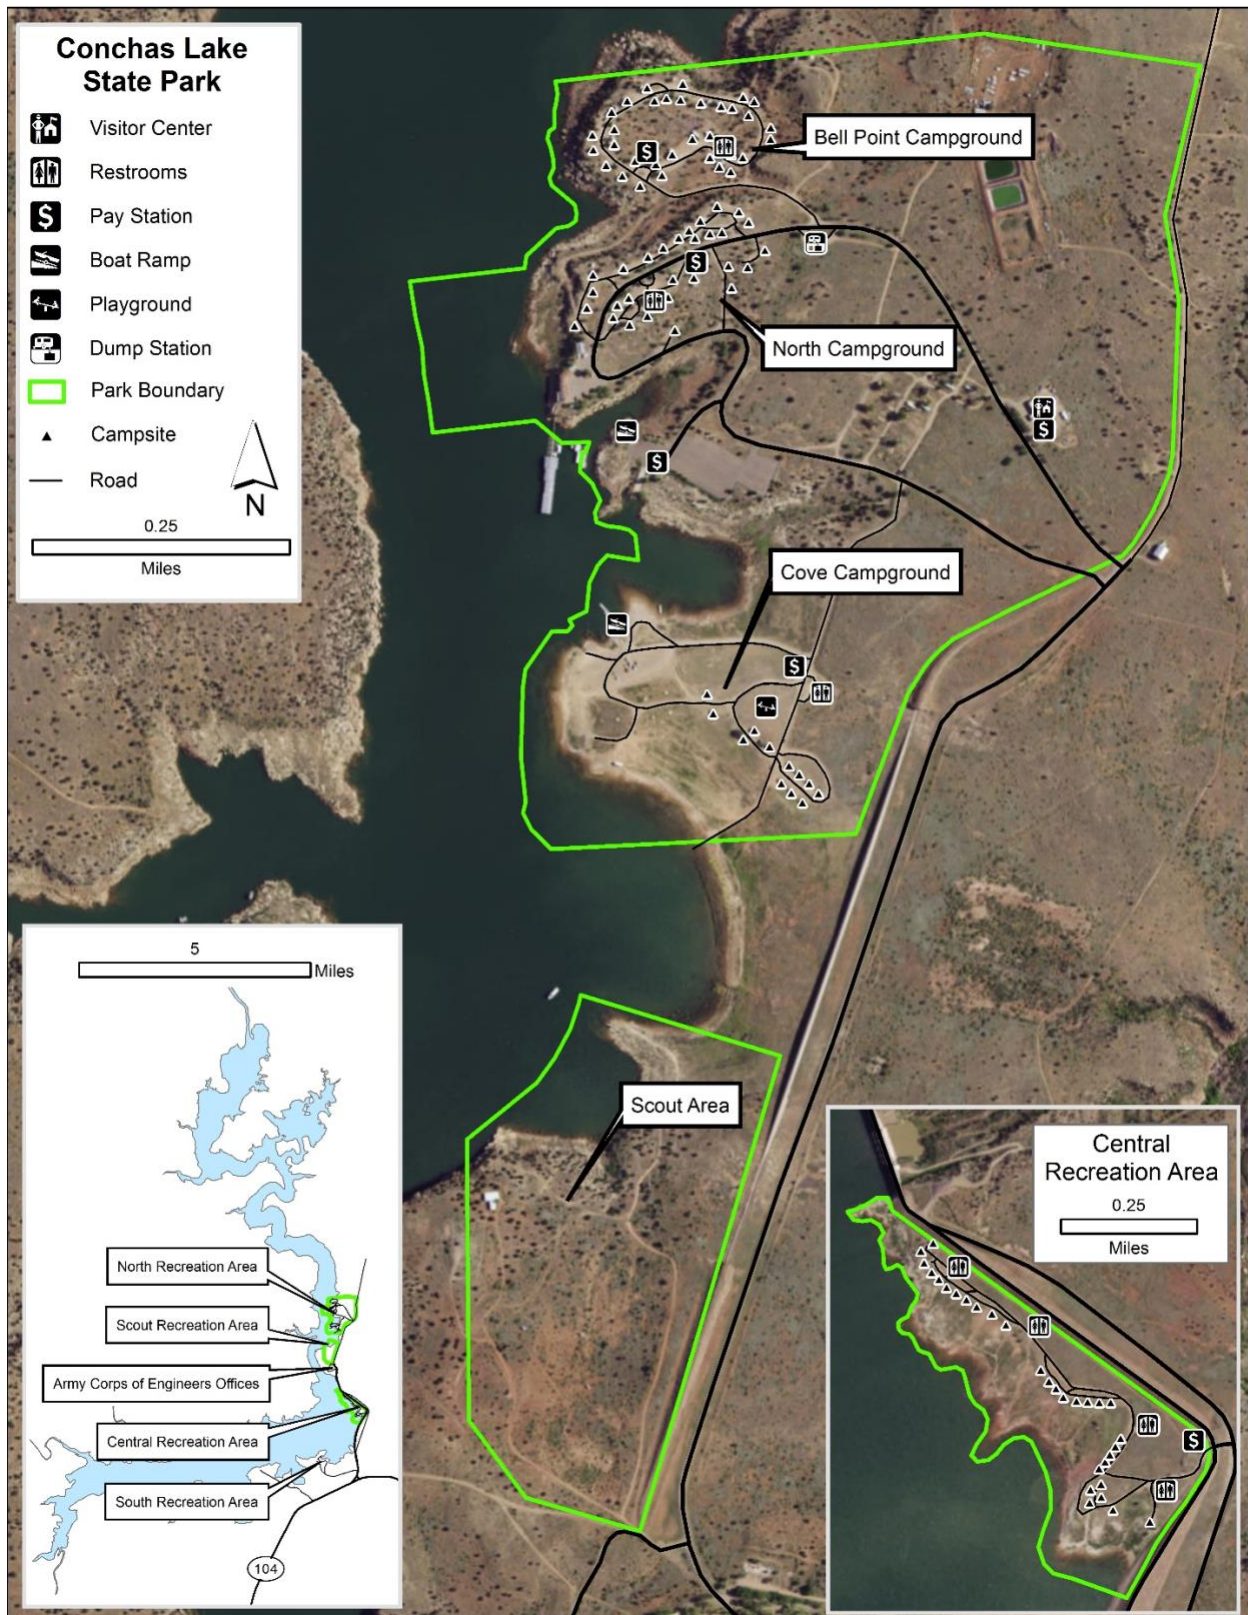 Conchas Lake
State Park
Visitor Center
Restrooms
$ Pay Station
Boat Ramp
Playground
Dump Station
Park Boundary
Campsite
Road
N
0.25
Miles
Bell Point Campground
$
North Campground
$
$
$
Cove Campground
$
Scout Area
5
Miles
North Recreation Area
Scout Recreation Area
Army Corps of Engineers Offices
Central Recreation Area
South Recreation Area
104
Central
Recreation Area
0.25
Miles
$